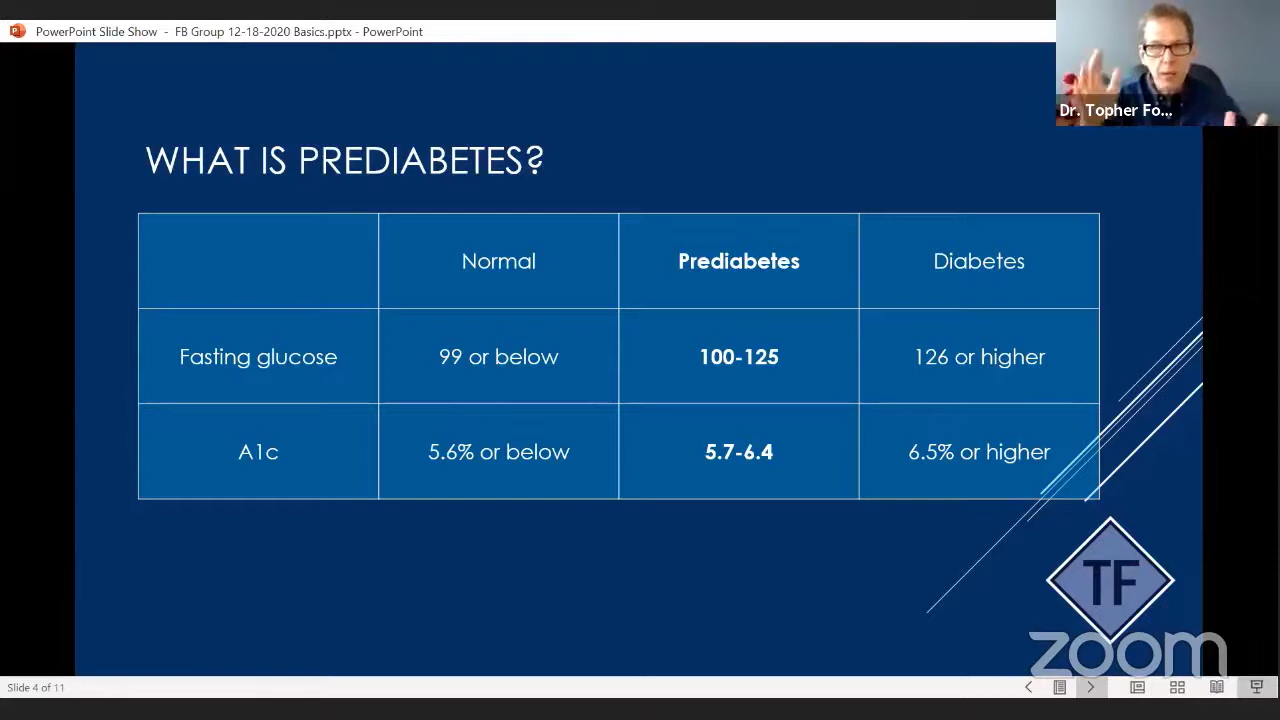 PowerPoint Slide Show - FB Group 12-18-2020 Basics.pptx - PowerPoint
Dr. Topher Fo...
WHAT IS PREDIABETES?
Normal Prediabetes Diabetes
Fasting glucose 99 or below 100-125 126 or higher
A1c 5.6% or below 5.7-6.4 6.5% or higher
TF
zoom
Slide 4 of 11